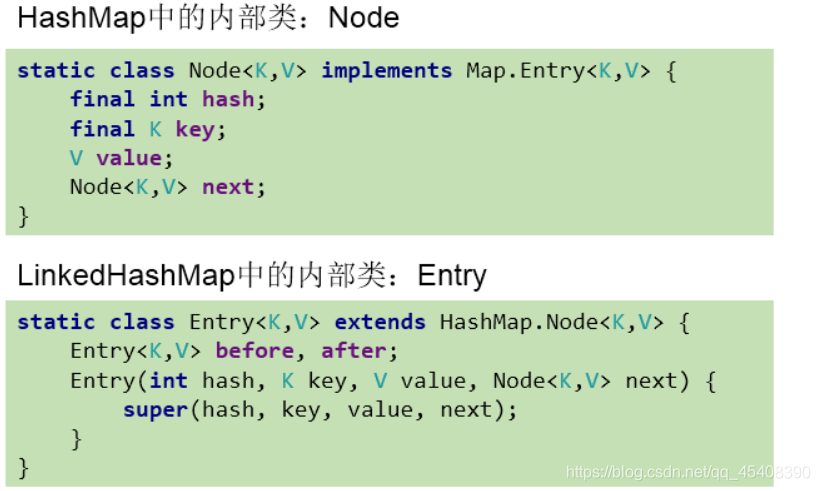 HashMap中的内部类：Node
static class Node<K,V> implements Map.Entry<K,V> {
    final int hash;
    final K key;
    V value;
    Node<K,V> next;
}
LinkedHashMap中的内部类：Entry
static class Entry<K,V> extends HashMap.Node<K,V> {
    Entry<K,V> before, after;
    Entry(int hash, K key, V value, Node<K,V> next) {
        super(hash, key, value, next);
    }
}
https://blog.csdn.net/qq_45408390